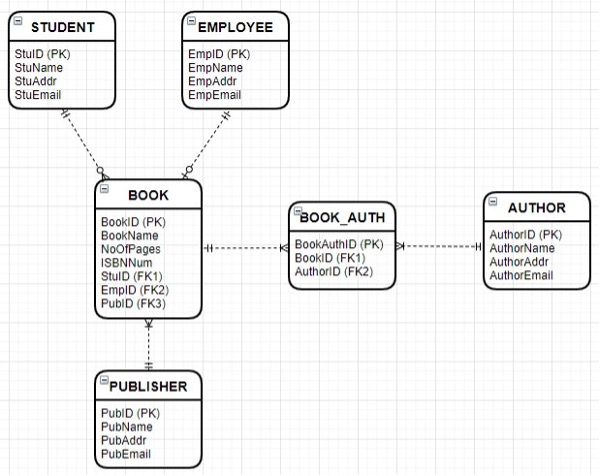 STUDENT
StuID (PK)
StuName
StuAddr
StuEmail
EMPLOYEE
EmpID (PK)
EmpName
EmpAddr
EmpEmail
BOOK
BookID (PK)
BookName
NoOfPages
ISBNNum
StuID (FK1)
EmpID (FK2)
PubID (FK3)
BOOK_AUTH
BookAuthID (PK)
BookID (FK1)
AuthorID (FK2)
AUTHOR
AuthorID (PK)
AuthorName
AuthorAddr
AuthorEmail
PUBLISHER
PubID (PK)
PubName
PubAddr
PubEmail